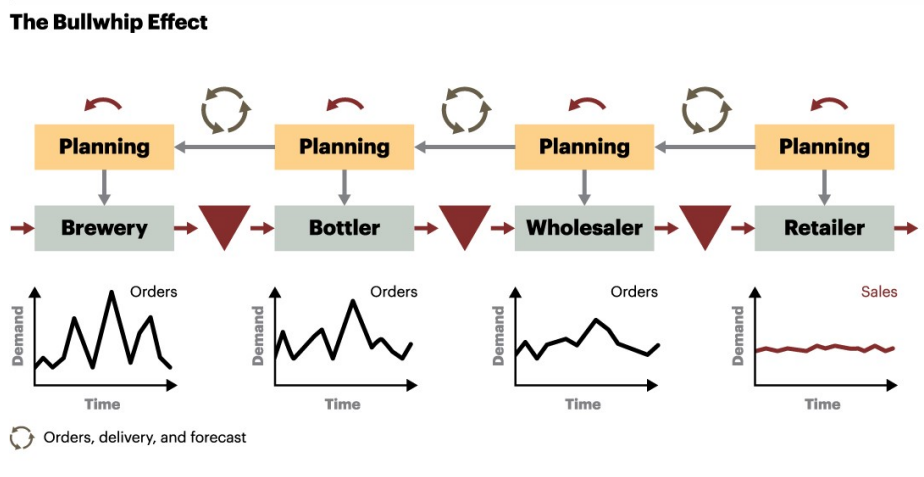 The Bullwhip Effect
Planning
Planning
Planning
Planning
Brewery
Bottler
Wholesaler
Retailer
Orders
Demand
Time
Orders
Demand
Time
Orders
Demand
Time
Sales
Demand
Time
Orders, delivery, and forecast